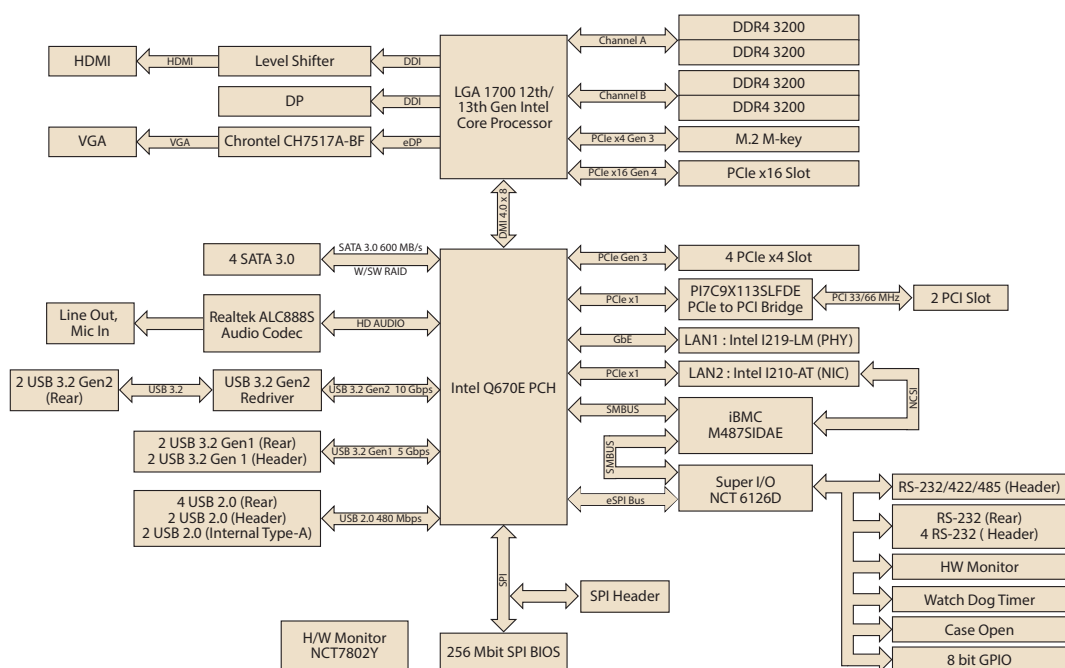 DDR4 3200
DDR4 3200
Channel A
HDMI
HDMI
Level Shifter
DDI
LGA 1700 12th/
13th Gen Intel
Core Processor
DP
DDI
Channel B
DDR4 3200
DDR4 3200
VGA
VGA
Chrontel CH7517A-BF
eDP
PCIe x4 Gen 3
M.2 M-key
PCIe x16 Gen 4
PCIe x16 Slot
DMI 4.0 x 8
4 SATA 3.0
SATA 3.0 600 MB/s
W/SW RAID
PCIe Gen 3
4 PCIe x4 Slot
Line Out,
Mic In
Realtek ALC888S
Audio Codec
HD AUDIO
PCIe x1
PI7C9X113SLFDE
PCIe to PCI Bridge
PCI 33/66 MHz
2 PCI Slot
GbE
LAN1 : Intel I219-LM (PHY)
2 USB 3.2 Gen2
(Rear)
USB 3.2
USB 3.2 Gen2
Redriver
USB 3.2 Gen2 10 Gbps
Intel Q670E PCH
PCIe x1
LAN2 : Intel I210-AT (NIC)
NCSI
SMBUS
iBMC
M487SIDAE
2 USB 3.2 Gen1 (Rear)
2 USB 3.2 Gen 1 (Header)
USB 3.2 Gen1 5 Gbps
SMBUS
Super I/O
NCT 6126D
eSPI Bus
4 USB 2.0 (Rear)
2 USB 2.0 (Header)
2 USB 2.0 (Internal Type-A)
USB 2.0 480 Mbps
RS-232/422/485 (Header)
RS-232 (Rear)
4 RS-232 ( Header)
HW Monitor
Watch Dog Timer
Case Open
8 bit GPIO
SPI
SPI Header
H/W Monitor
NCT7802Y
256 Mbit SPI BIOS